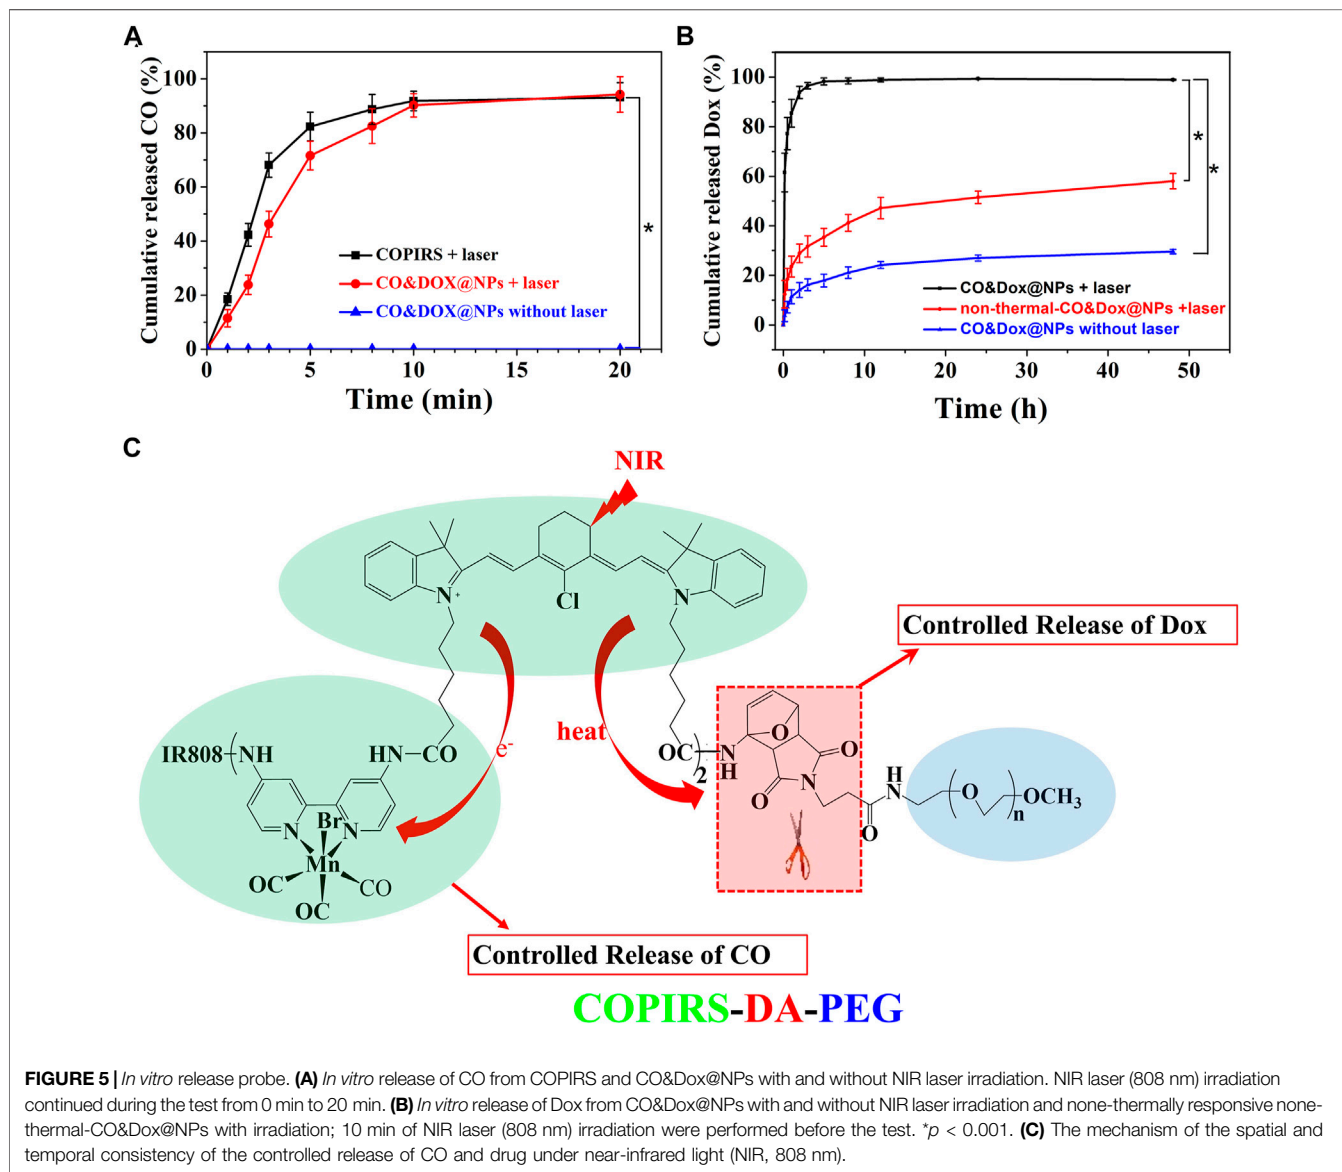 A
Cumulative released CO (%)
100
80
60
40
20
0
COPIRS + laser
CO&DOX@NPs + laser
CO&DOX@NPs without laser
*
0 5 10 15 20
Time (min)
B
Cumulative released Dox (%)
100
80
60
40
20
0
CO&Dox@NPs + laser
non-thermal-CO&Dox@NPs +laser
CO&Dox@NPs without laser
*
*
0 10 20 30 40 50
Time (h)
C
NIR
N+
Cl
N
Controlled Release of Dox
heat
e-
IR808
NH
HN
CO
OC
2
N
H
O
O
O
N
H
N
O
O
n
OCH3
N
Br
N
Mn
OC
CO
OC
Controlled Release of CO
COPIRS-DA-PEG
FIGURE 5 | In vitro release probe. (A) In vitro release of CO from COPIRS and CO&Dox@NPs with and without NIR laser irradiation. NIR laser (808 nm) irradiation
continued during the test from 0 min to 20 min. (B) In vitro release of Dox from CO&Dox@NPs with and without NIR laser irradiation and none-thermally responsive none-
thermal-CO&Dox@NPs with irradiation; 10 min of NIR laser (808 nm) irradiation were performed before the test. *p < 0.001. (C) The mechanism of the spatial and
temporal consistency of the controlled release of CO and drug under near-infrared light (NIR, 808 nm).